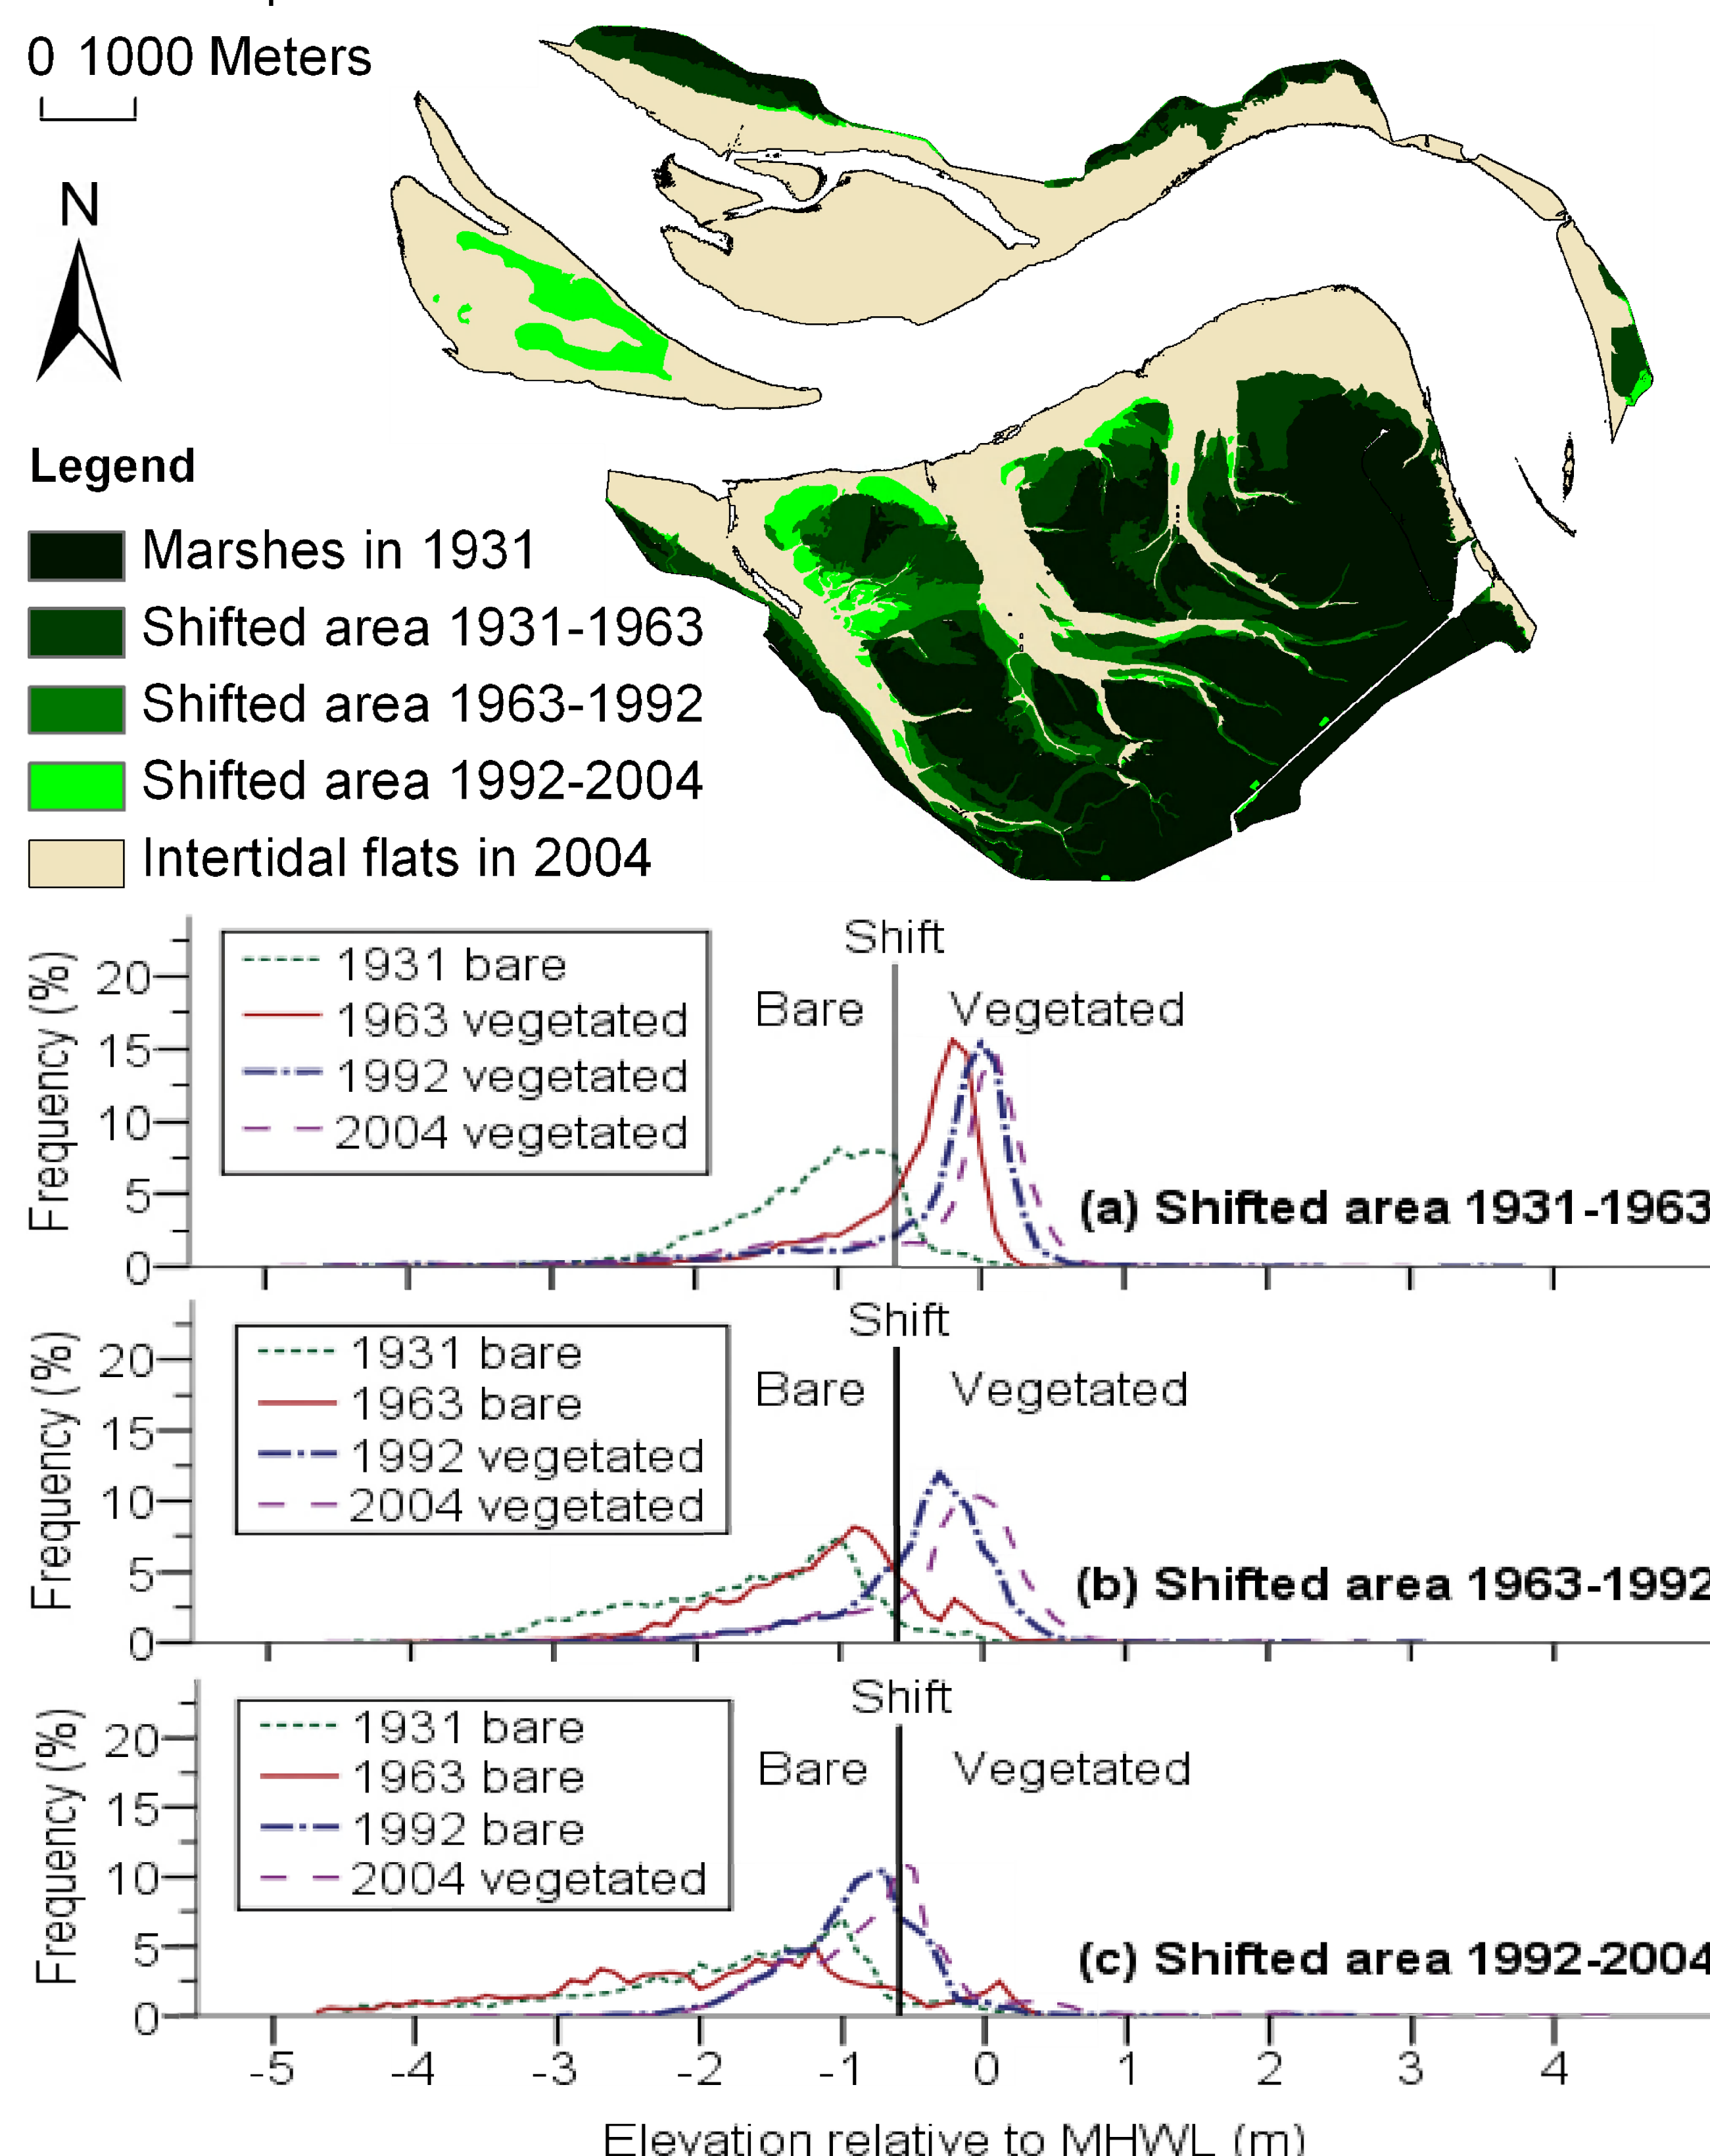 0 1000 Meters
N
Legend
Marshes in 1931
Shifted area 1931-1963
Shifted area 1963-1992
Shifted area 1992-2004
Intertidal flats in 2004
Frequency (%)
20
15
10
5
0
1931 bare
1963 vegetated
1992 vegetated
2004 vegetated
Shift
Bare Vegetated
(a) Shifted area 1931-1963
Frequency (%)
20
15
10
5
0
1931 bare
1963 bare
1992 vegetated
2004 vegetated
Shift
Bare Vegetated
(b) Shifted area 1963-1992
Frequency (%)
20
15
10
5
0
1931 bare
1963 bare
1992 bare
2004 vegetated
Shift
Bare Vegetated
(c) Shifted area 1992-2004
-5 -4 -3 -2 -1 0 1 2 3 4
Elevation relative to MHWL (m)